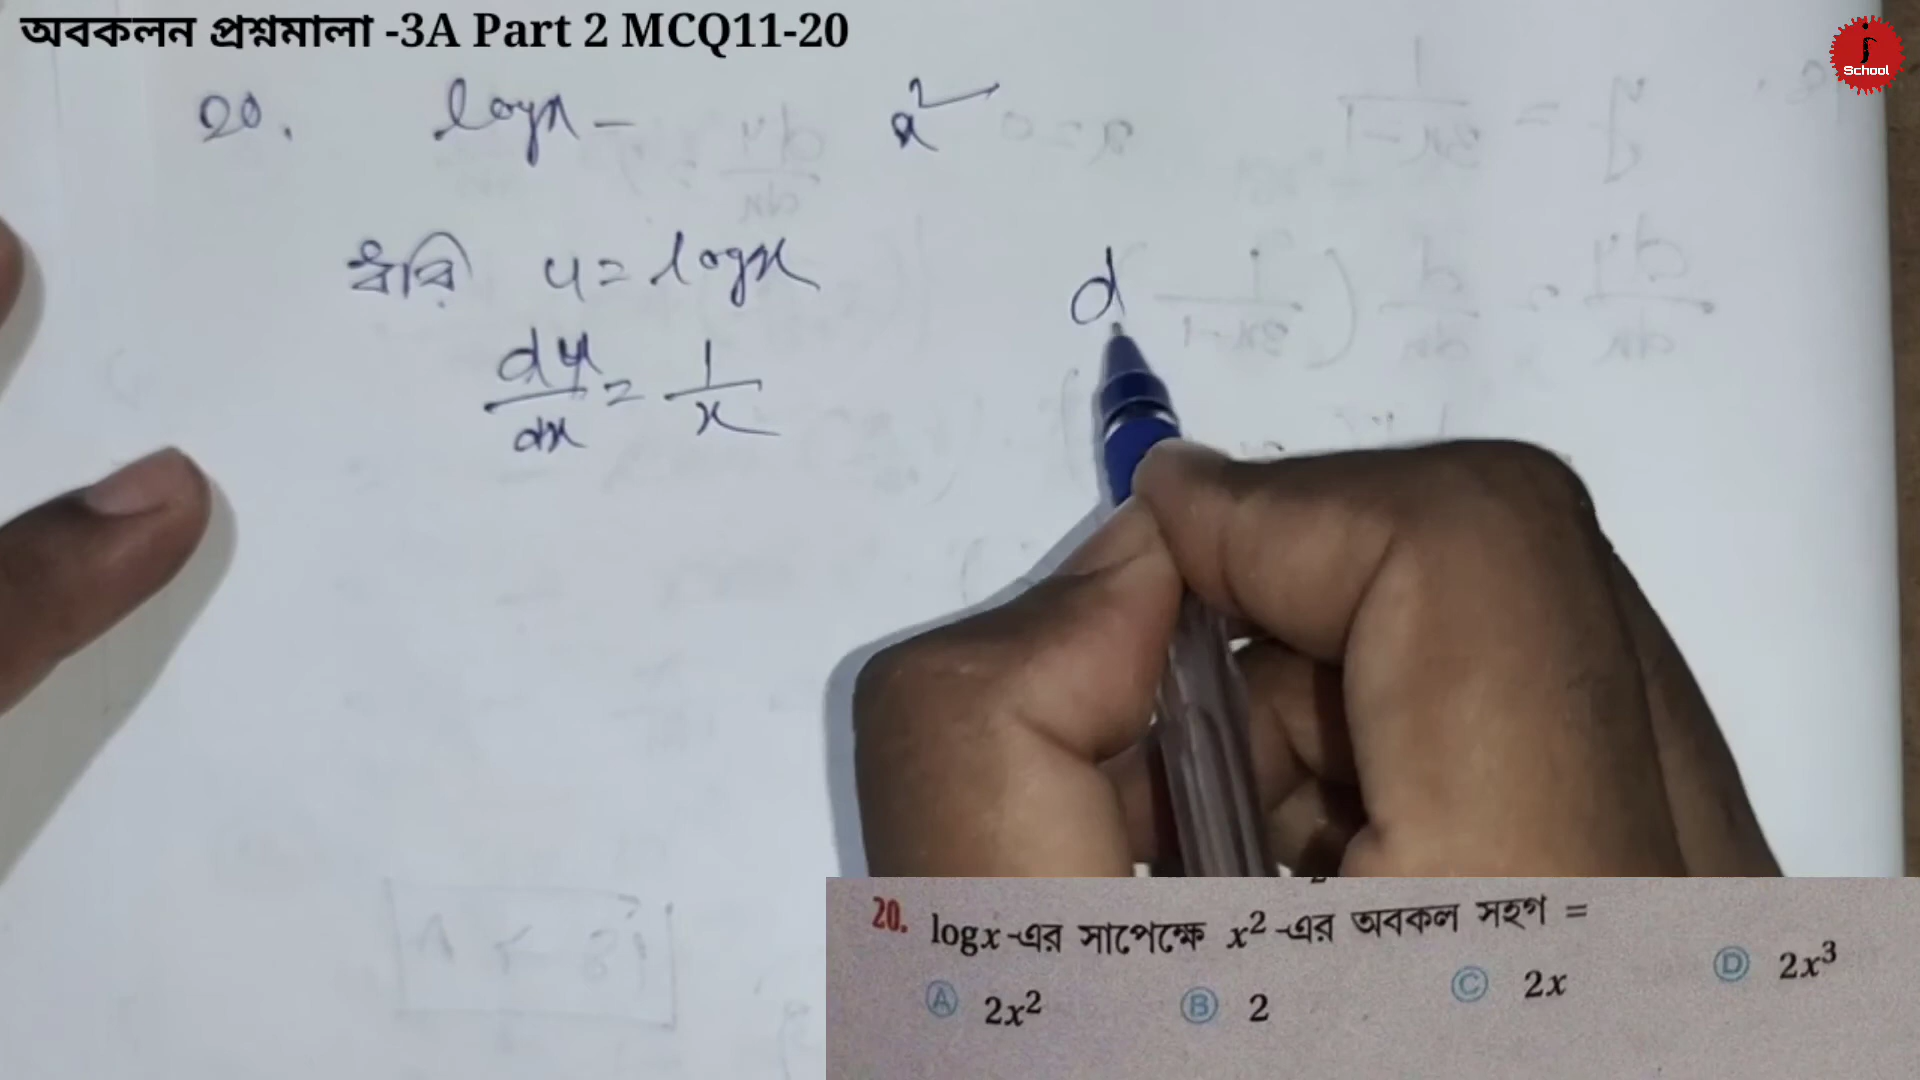 অবকলন প্রশ্নমালা -3A Part 2 MCQ11-20
School
20. logx - x²
ধরি u = logx
du/dx = 1/x
d
20. logx-এর সাপেক্ষে x²-এর অবকল সহগ =
A 2x² B 2 C 2x D 2x³